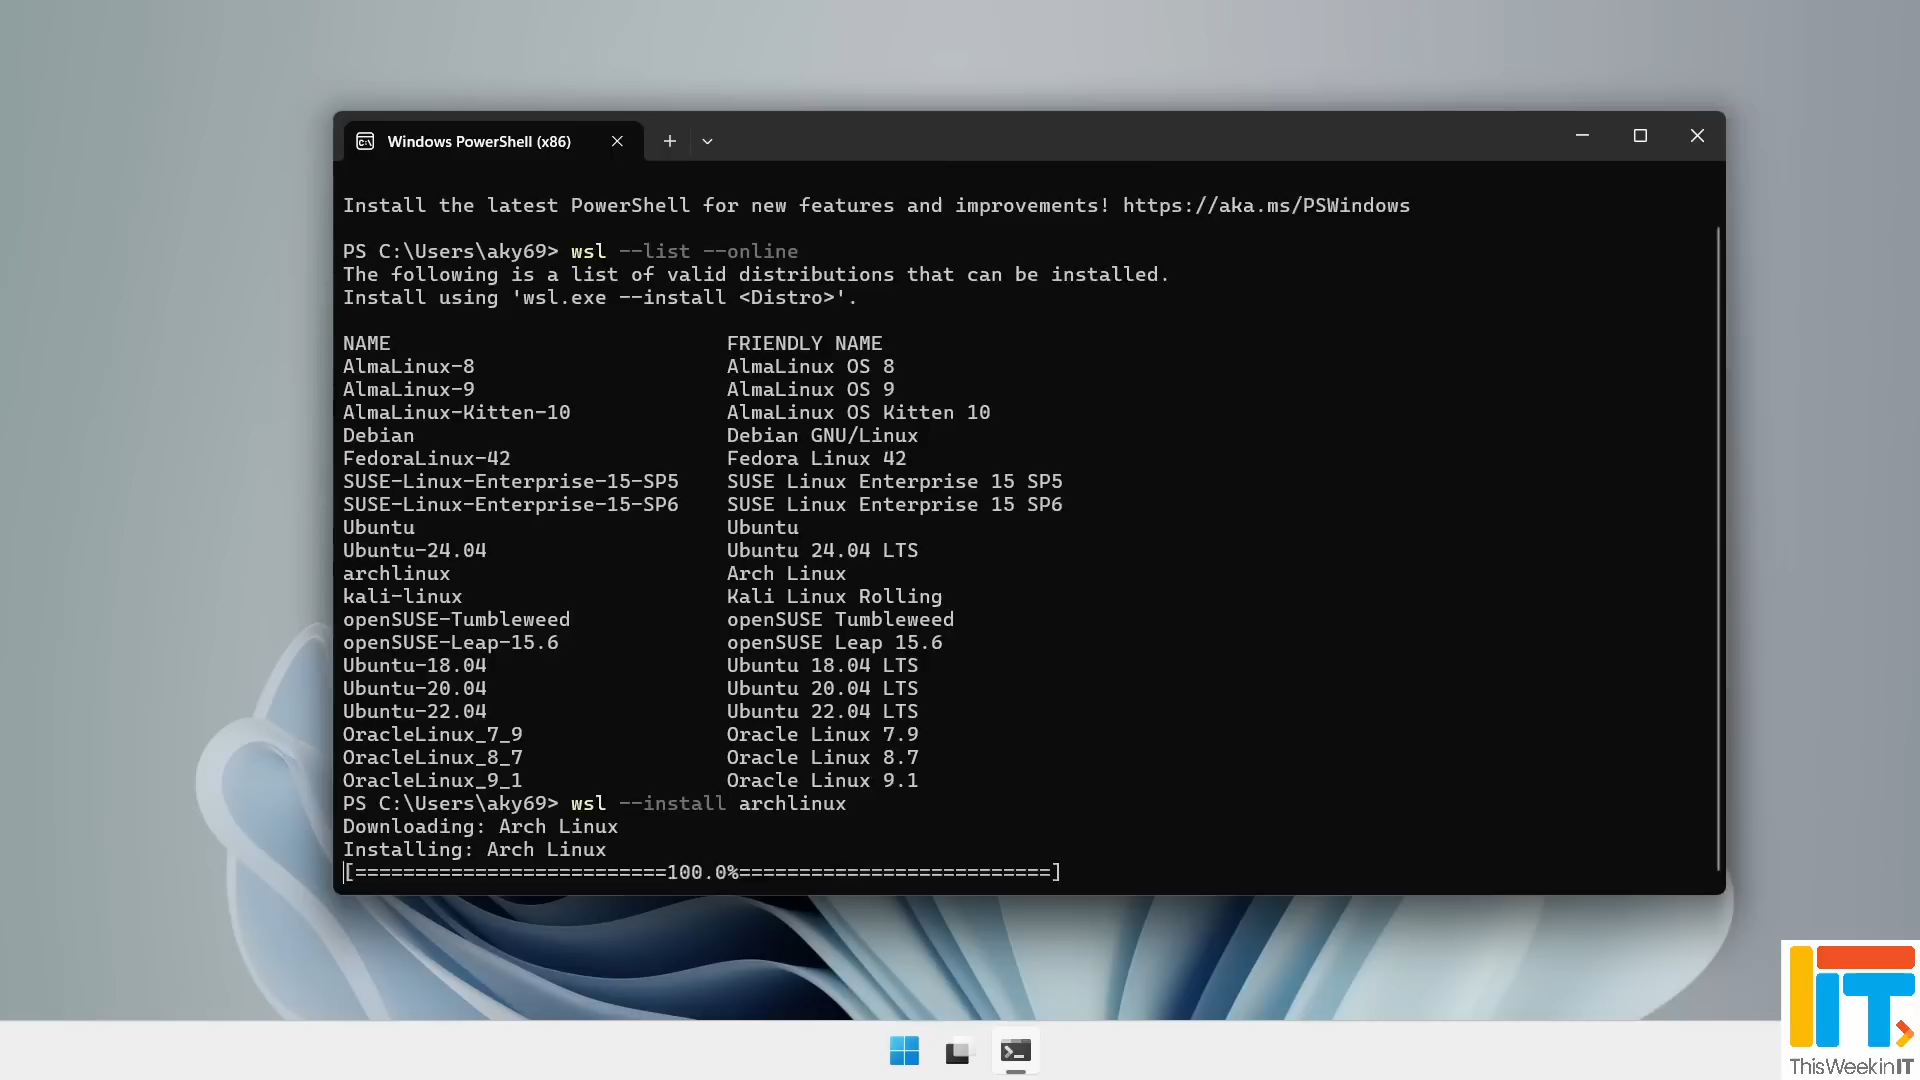 Windows PowerShell (x86)
Install the latest PowerShell for new features and improvements! https://aka.ms/PSWindows
PS C:\Users\aky69> wsl --list --online
The following is a list of valid distributions that can be installed.
Install using 'wsl.exe --install <Distro>'.
NAME FRIENDLY NAME
AlmaLinux-8 AlmaLinux OS 8
AlmaLinux-9 AlmaLinux OS 9
AlmaLinux-Kitten-10 AlmaLinux OS Kitten 10
Debian Debian GNU/Linux
FedoraLinux-42 Fedora Linux 42
SUSE-Linux-Enterprise-15-SP5 SUSE Linux Enterprise 15 SP5
SUSE-Linux-Enterprise-15-SP6 SUSE Linux Enterprise 15 SP6
Ubuntu Ubuntu
Ubuntu-24.04 Ubuntu 24.04 LTS
archlinux Arch Linux
kali-linux Kali Linux Rolling
openSUSE-Tumbleweed openSUSE Tumbleweed
openSUSE-Leap-15.6 openSUSE Leap 15.6
Ubuntu-18.04 Ubuntu 18.04 LTS
Ubuntu-20.04 Ubuntu 20.04 LTS
Ubuntu-22.04 Ubuntu 22.04 LTS
OracleLinux_7_9 Oracle Linux 7.9
OracleLinux_8_7 Oracle Linux 8.7
OracleLinux_9_1 Oracle Linux 9.1
PS C:\Users\aky69> wsl --install archlinux
Downloading: Arch Linux
Installing: Arch Linux
[==========================100.0%==========================]
IT
ThisWeekinIT